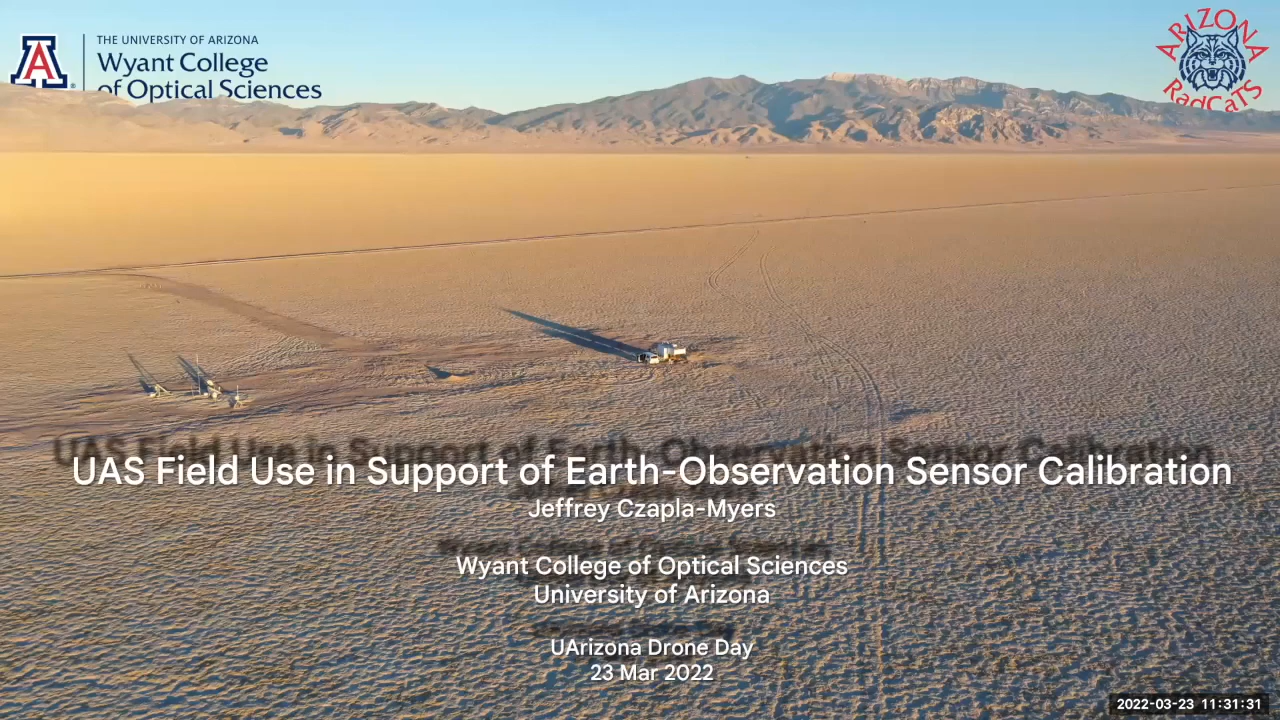 THE UNIVERSITY OF ARIZONA
Wyant College
of Optical Sciences
A
ARIZONA
RadCaTS
UAS Field Use in Support of Earth-Observation Sensor Calibration
Jeffrey Czapla-Myers
Wyant College of Optical Sciences
University of Arizona
UArizona Drone Day
23 Mar 2022
2022-03-23 11:31:31